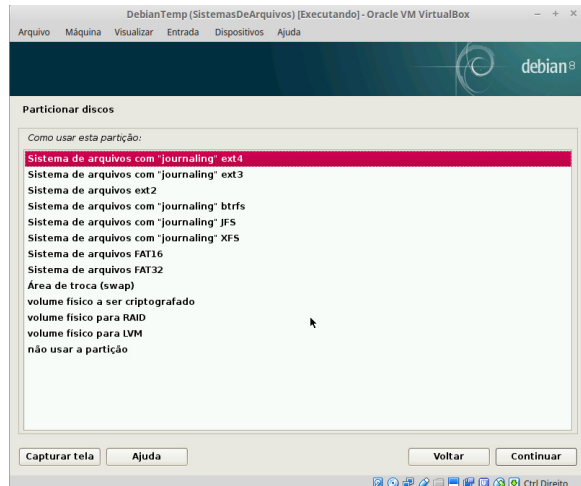 DebianTemp (SistemasDeArquivos) [Executando] - Oracle VM VirtualBox
Arquivo Máquina Visualizar Entrada Dispositivos Ajuda
debian 8
Particionar discos
Como usar esta partição:
Sistema de arquivos com "journaling" ext4
Sistema de arquivos com "journaling" ext3
Sistema de arquivos ext2
Sistema de arquivos com "journaling" btrfs
Sistema de arquivos com "journaling" JFS
Sistema de arquivos com "journaling" XFS
Sistema de arquivos FAT16
Sistema de arquivos FAT32
Área de troca (swap)
volume físico a ser criptografado
volume físico para RAID
volume físico para LVM
não usar a partição
Capturar tela Ajuda Voltar Continuar
Ctrl Direito